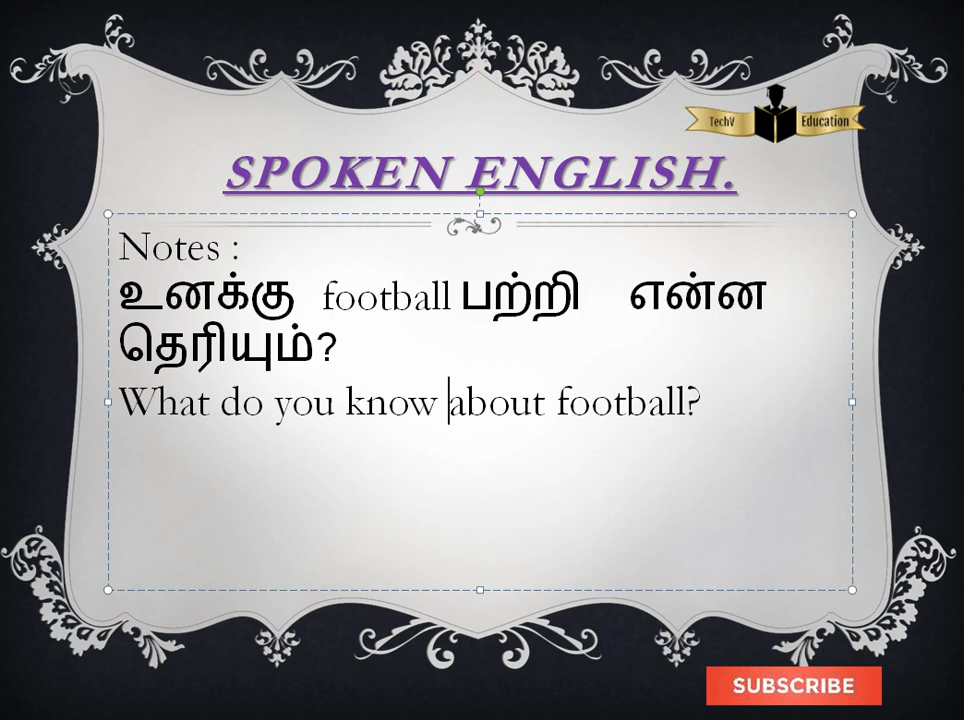 TechV Education
SPOKEN ENGLISH.
Notes :
உனக்கு football பற்றி என்ன
தெரியும்?
What do you know about football?
SUBSCRIBE